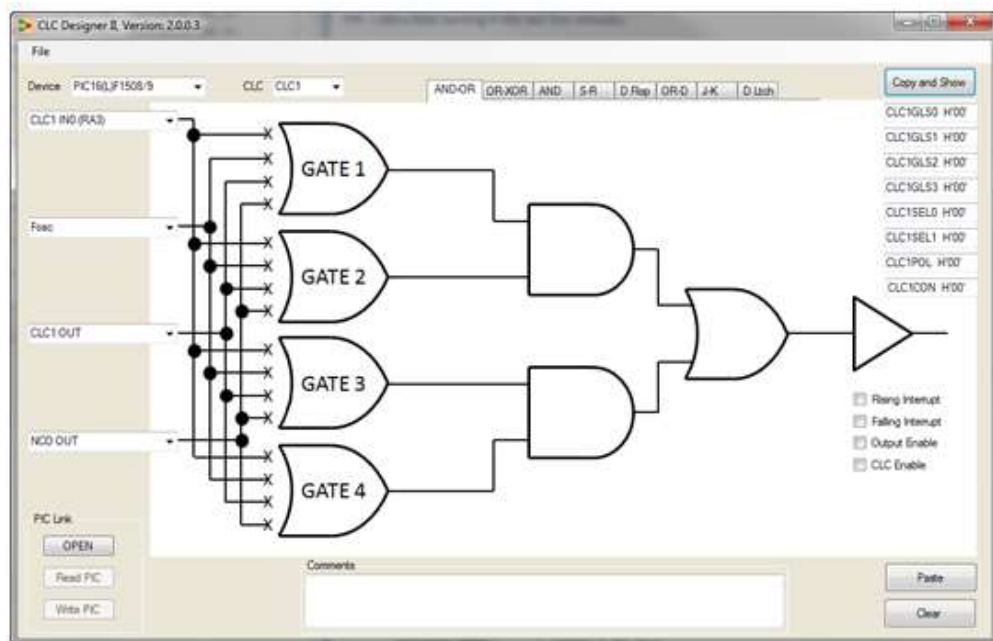 CLC Designer II, Version: 2.0.0.3
File
Device PIC16(L)F1508/9 CLC CLC1
AND-OR OR-XOR AND S-R D Flop OR-D J-K D Ltch
Copy and Show
CLC1 IN0 (RA3)
Fosc
CLC1 OUT
NCO OUT
GATE 1
GATE 2
GATE 3
GATE 4
CLC1GLS0 H'00'
CLC1GLS1 H'00'
CLC1GLS2 H'00'
CLC1GLS3 H'00'
CLC1SEL0 H'00'
CLC1SEL1 H'00'
CLC1POL H'00'
CLC1CON H'00'
Rising Interrupt
Falling Interrupt
Output Enable
CLC Enable
PIC Link
OPEN
Read PIC
Write PIC
Comments
Paste
Clear